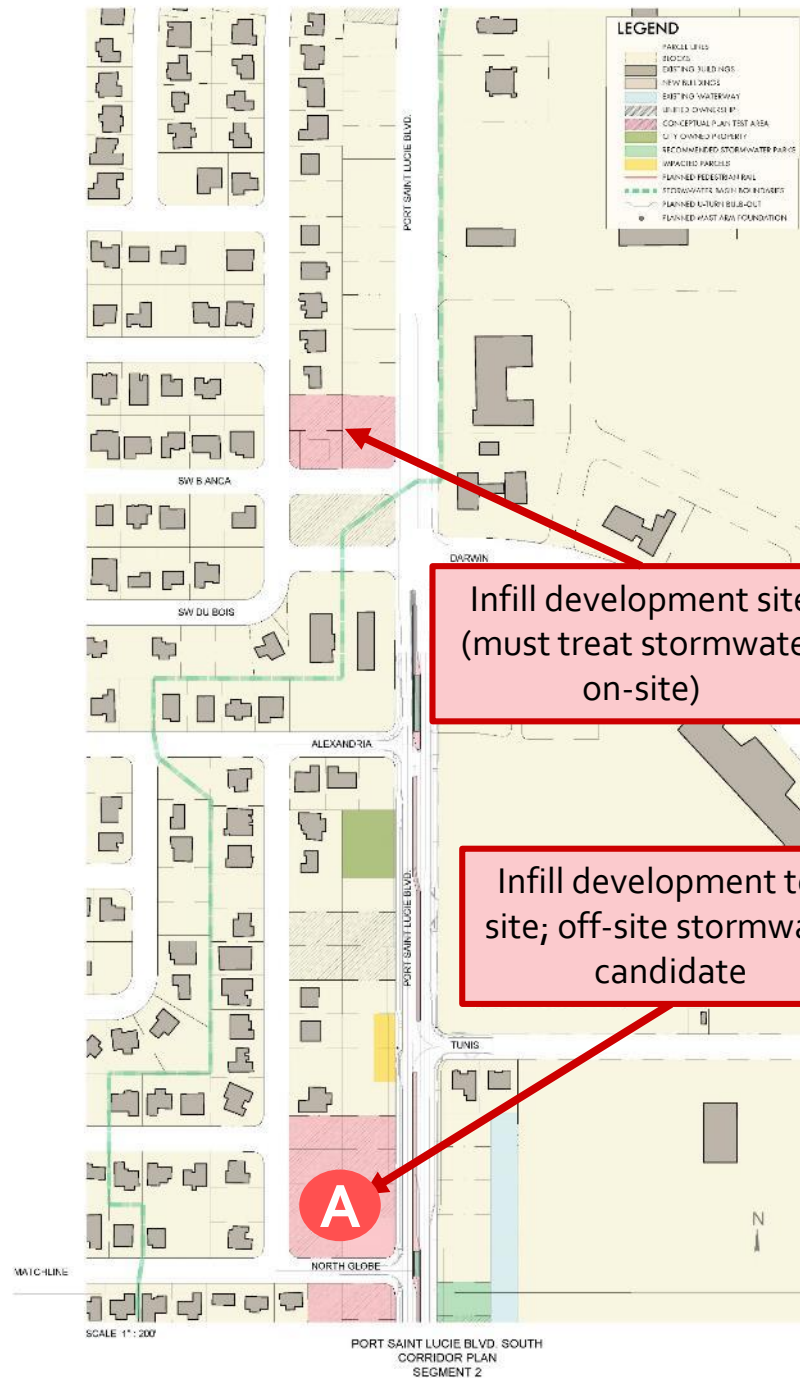 LEGEND
PARCEL LINES
BLOCKS
EXISTING BUILDINGS
NEW BUILDINGS
EXISTING WATERWAY
UNIFIED OWNERSHIP
CONCEPTUAL PLAN TEST AREA
CITY OWNED PROPERTY
RECOMMENDED STORMWATER PARKS
IMPACTED PARCELS
PLANNED PEDESTRIAN RAIL
STORMWATER BASIN BOUNDARIES
PLANNED U-TURN BULB-OUT
PLANNED MAST ARM FOUNDATION
PORT SAINT LUCIE BLVD.
SW BIANCA
DARWIN
Infill development site
(must treat stormwate
on-site)
SW DU BOIS
ALEXANDRIA
Infill development te
site; off-site stormwa
candidate
PORT SAINT LUCIE BLVD.
TUNIS
A
N
NORTH GLOBE
MATCHLINE
SCALE 1" : 200'
PORT SAINT LUCIE BLVD. SOUTH
CORRIDOR PLAN
SEGMENT 2